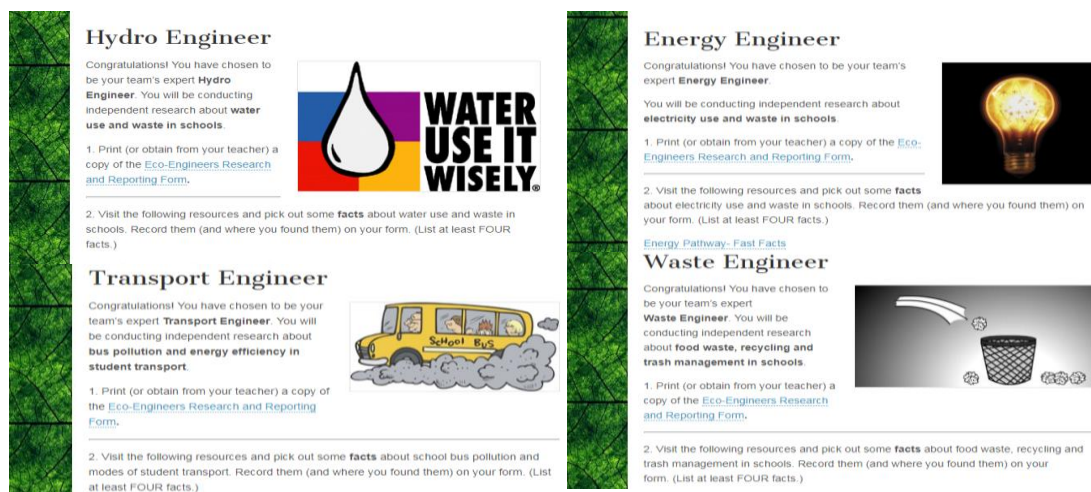 Hydro Engineer
Congratulations! You have chosen to
be your team's expert Hydro
Engineer. You will be conducting
independent research about water
use and waste in schools.
1. Print (or obtain from your teacher) a
copy of the Eco-Engineers Research
and Reporting Form.
WATER
USE IT
WISELY®
2. Visit the following resources and pick out some facts about water use and waste in
schools. Record them (and where you found them) on your form. (List at least FOUR
facts.)
Transport Engineer
Congratulations! You have chosen to be your
team's expert Transport Engineer. You will
be conducting independent research about
bus pollution and energy efficiency in
student transport.
1. Print (or obtain from your teacher) a copy of
the Eco-Engineers Research and Reporting
Form.
SCHOOL BUS
2. Visit the following resources and pick out some facts about school bus pollution and
modes of student transport. Record them (and where you found them) on your form. (List
at least FOUR facts.)
Energy Engineer
Congratulations! You have chosen to be your team's
expert Energy Engineer.
You will be conducting independent research about
electricity use and waste in schools.
1. Print (or obtain from your teacher) a copy of the Eco-
Engineers Research and Reporting Form.
2. Visit the following resources and pick out some facts
about electricity use and waste in schools. Record them (and where you found them) on
your form. (List at least FOUR facts.)
Energy Pathway- Fast Facts
Waste Engineer
Congratulations! You have chosen to
be your team's expert
Waste Engineer. You will be
conducting independent research
about food waste, recycling and
trash management in schools.
1. Print (or obtain from your teacher) a
copy of the Eco-Engineers Research
and Reporting Form.
2. Visit the following resources and pick out some facts about food waste, recycling and
trash management in schools. Record them (and where you found them) on your
form. (List at least FOUR facts.)